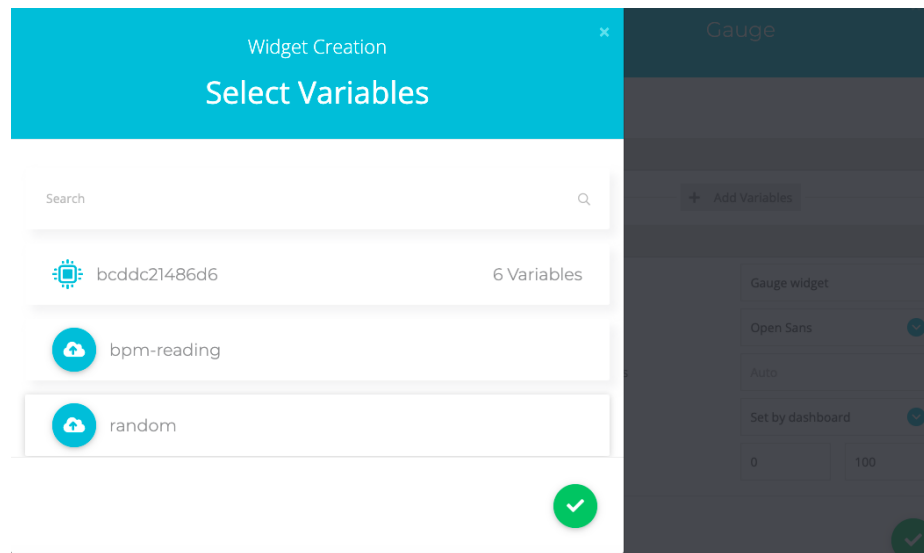 Widget Creation
×
Select Variables
Search
bcddc21486d6
6 Variables
bpm-reading
random
Gauge
+ Add Variables
Gauge widget
Open Sans
s
Auto
Set by dashboard
0
100